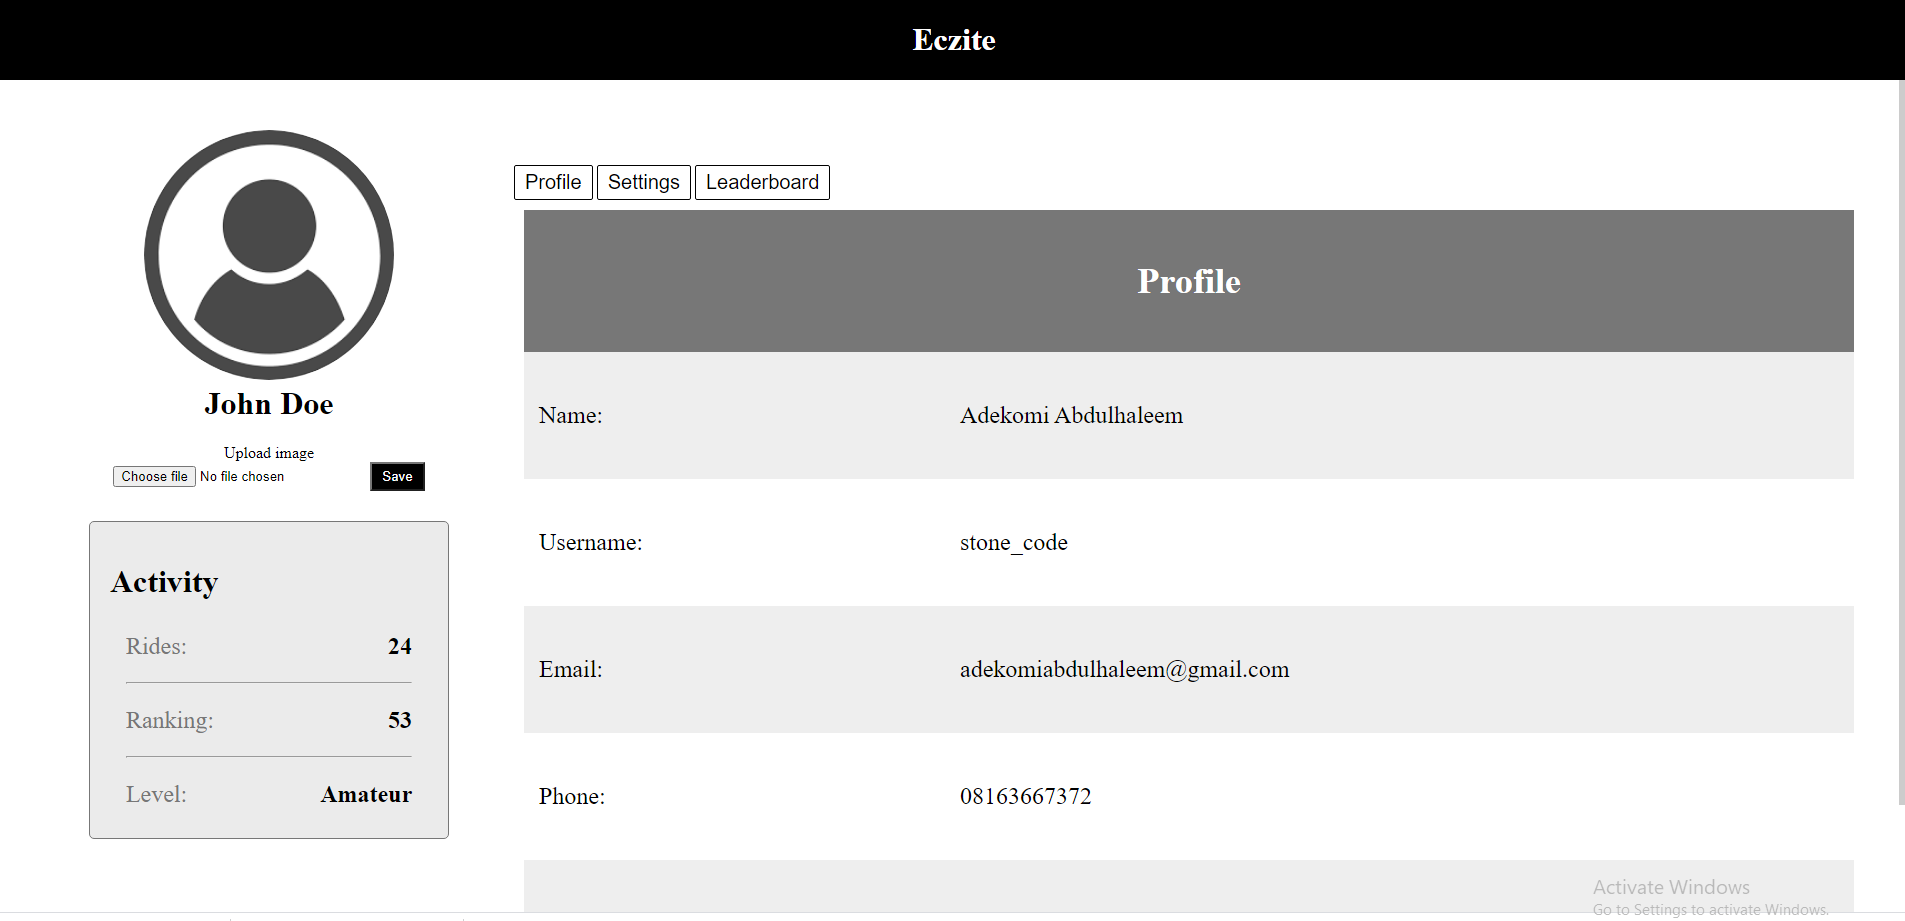 Eczite
John Doe
Upload image
Choose file No file chosen Save
Activity
Rides: 24
Ranking: 53
Level: Amateur
Profile Settings Leaderboard
Profile
Name: Adekomi Abdulhaleem
Username: stone_code
Email: adekomiabdulhaleem@gmail.com
Phone: 08163667372
Activate Windows
Go to Settings to activate Windows.